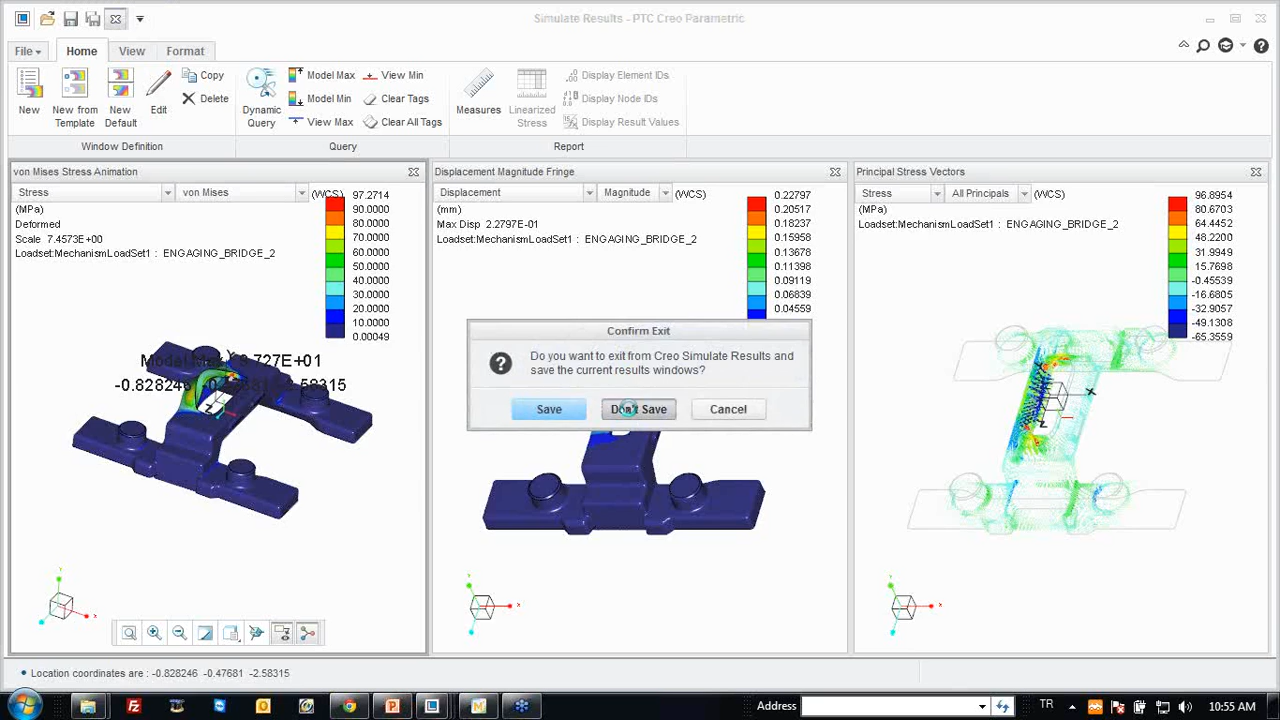 Simulate Results - PTC Creo Parametric
File
Home
View
Format
New
New from
Template
New
Default
Edit
Copy
Delete
Window Definition
Dynamic
Query
Model Max
Model Min
View Max
View Min
Clear Tags
Clear All Tags
Query
Measures
Linearized
Stress
Display Element IDs
Display Node IDs
Display Result Values
Report
von Mises Stress Animation
Stress
von Mises
(WCS)
(MPa)
Deformed
Scale 7.4573E+00
Loadset:MechanismLoadSet1 : ENGAGING_BRIDGE_2
97.2714
90.0000
80.0000
70.0000
60.0000
50.0000
40.0000
30.0000
20.0000
10.0000
0.00049
Z
Y
X
Displacement Magnitude Fringe
Displacement
Magnitude
(WCS)
(mm)
Max Disp 2.2797E-01
Loadset:MechanismLoadSet1 : ENGAGING_BRIDGE_2
0.22797
0.20517
0.18237
0.15958
0.13678
0.11398
0.09119
0.06839
0.04559
Y
X
Z
Principal Stress Vectors
Stress
All Principals
(WCS)
(MPa)
Loadset:MechanismLoadSet1 : ENGAGING_BRIDGE_2
96.8954
80.6703
64.4452
48.2200
31.9949
15.7698
-0.45539
-16.6805
-32.9057
-49.1308
-65.3559
X
Z
Y
X
Z
Confirm Exit
Do you want to exit from Creo Simulate Results and
save the current results windows?
Save
Don't Save
Cancel
Location coordinates are : -0.828246 -0.47681 -2.58315
Address
TR
10:55 AM